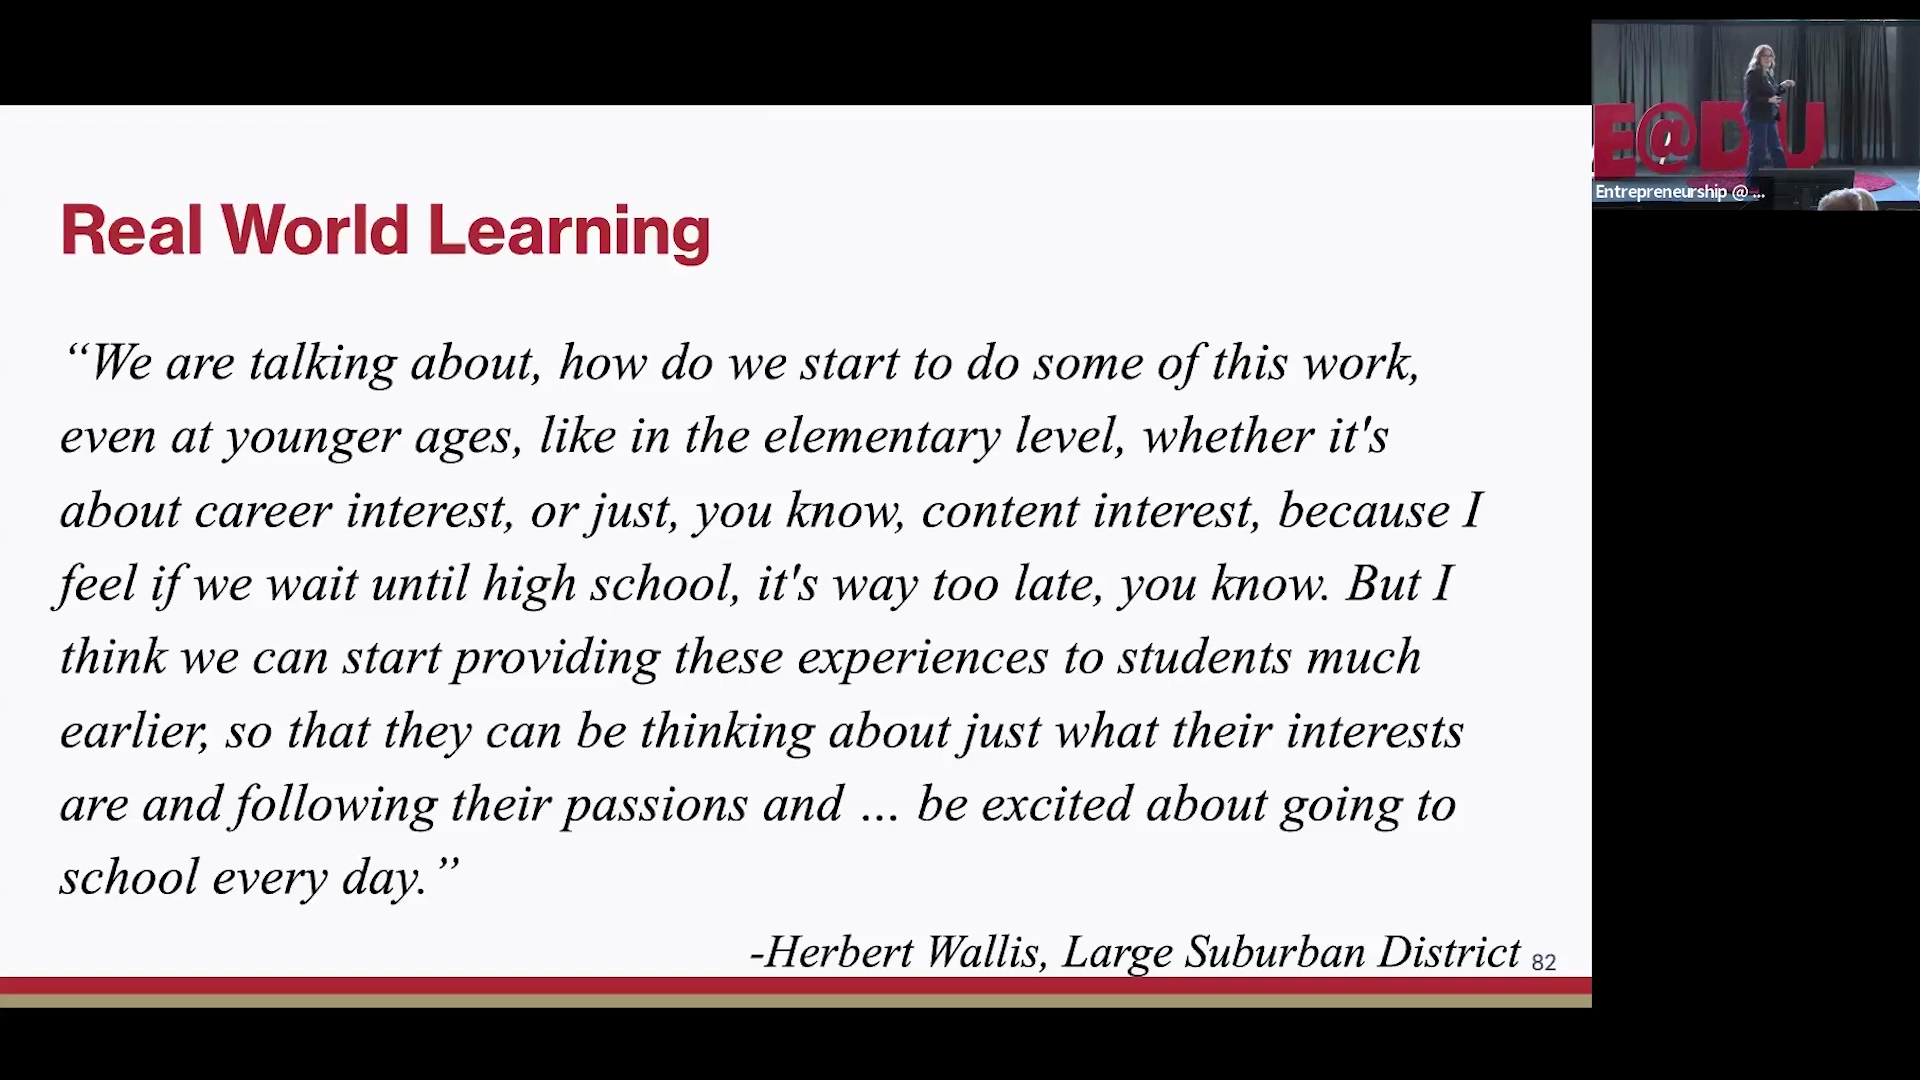 Real World Learning
“We are talking about, how do we start to do some of this work,
even at younger ages, like in the elementary level, whether it's
about career interest, or just, you know, content interest, because I
feel if we wait until high school, it's way too late, you know. But I
think we can start providing these experiences to students much
earlier, so that they can be thinking about just what their interests
are and following their passions and ... be excited about going to
school every day.”
-Herbert Wallis, Large Suburban District
82
E@DU
Entrepreneurship @ ...